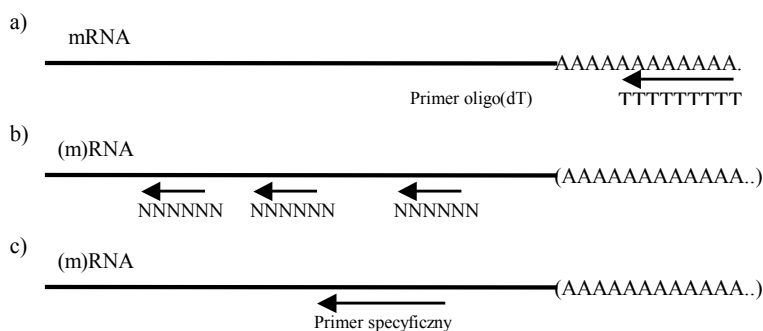 a)
mRNA
AAAAAAAAAAAA.
Primer oligo(dT)
TTTTTTTTT
b)
(m)RNA
(AAAAAAAAAAAA..)
NNNNNN NNNNNN NNNNNN
c)
(m)RNA
(AAAAAAAAAAAA..)
Primer specyficzny